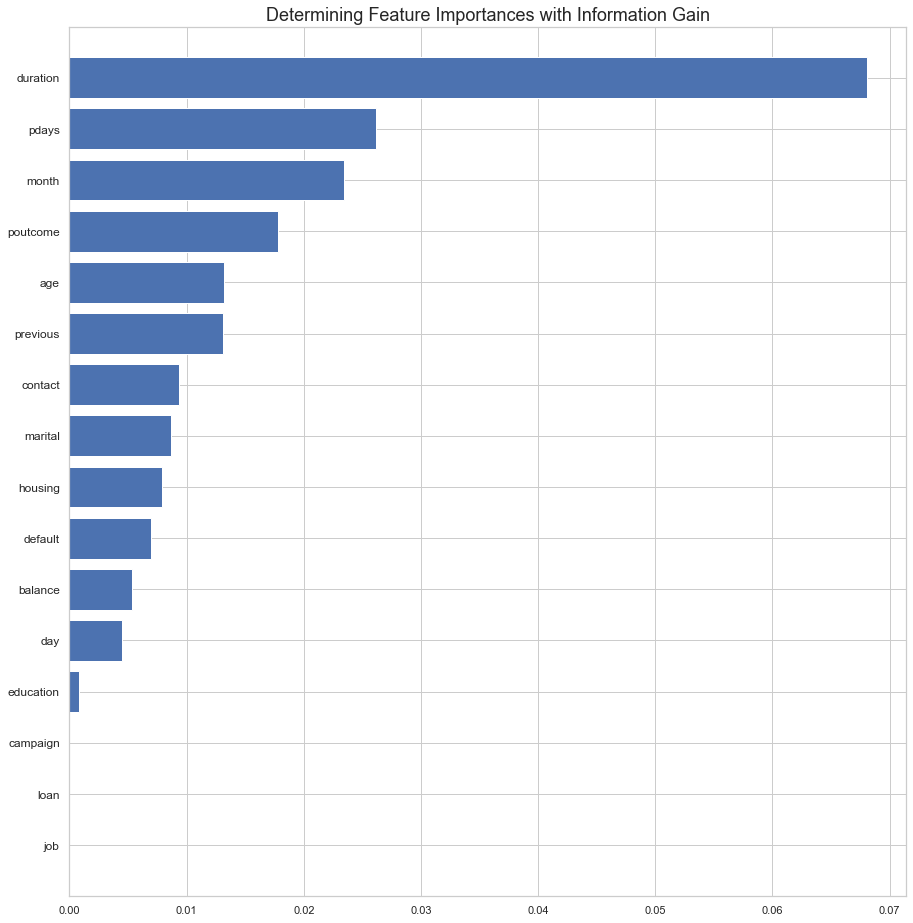 Determining Feature Importances with Information Gain
duration
pdays
month
poutcome
age
previous
contact
marital
housing
default
balance
day
education
campaign
loan
job
0.00 0.01 0.02 0.03 0.04 0.05 0.06 0.07